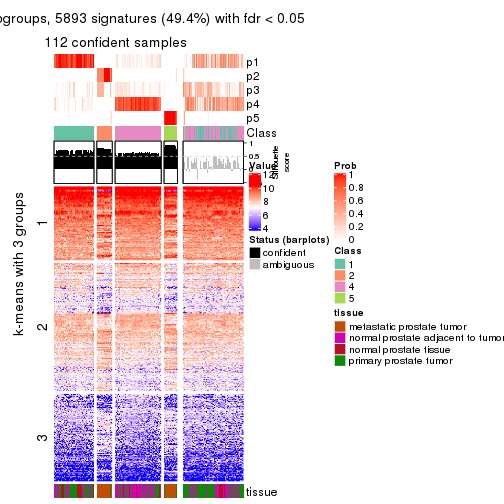 ogroups, 5893 signatures (49.4%) with fdr < 0.05
112 confident samples
p1
p2
p3
p4
p5
Class
1
0.5
0
Silhouette
score
k-means with 3 groups
1
2
3
tissue
Value
12
10
8
6
4
Status (barplots)
confident
ambiguous
Prob
1
0.8
0.6
0.4
0.2
0
Class
1
2
4
5
tissue
metastatic prostate tumor
normal prostate adjacent to tumor
normal prostate tissue
primary prostate tumor